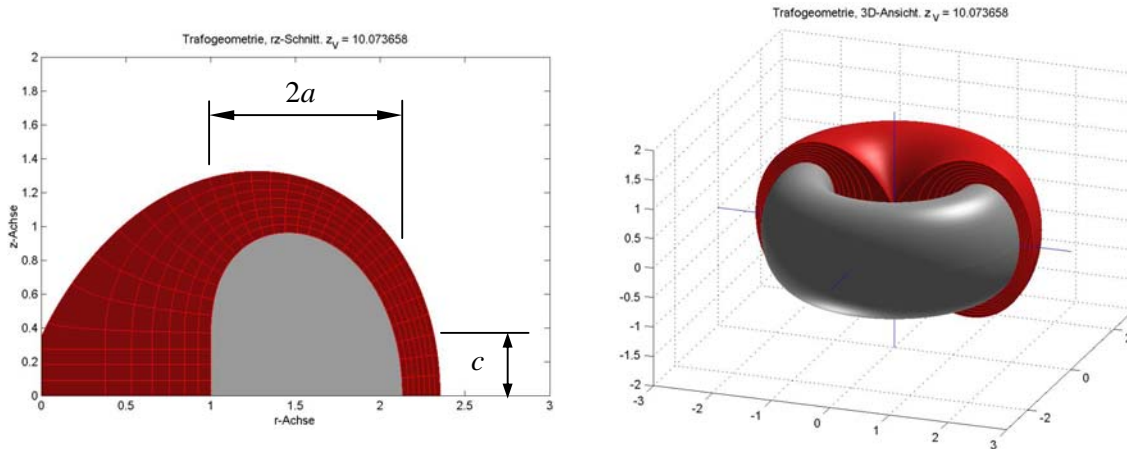 Trafogeometrie, rz-Schnitt. z_V = 10.073658
2
1.8
1.6
1.4
1.2
1
0.8
0.6
0.4
0.2
0
z-Achse
2a
c
0 0.5 1 1.5 2 2.5 3
r-Achse
Trafogeometrie, 3D-Ansicht. z_V = 10.073658
2
1.5
1
0.5
0
-0.5
-1
-1.5
-2
-3 -2 -1 0 1 2 3
-2 0 2